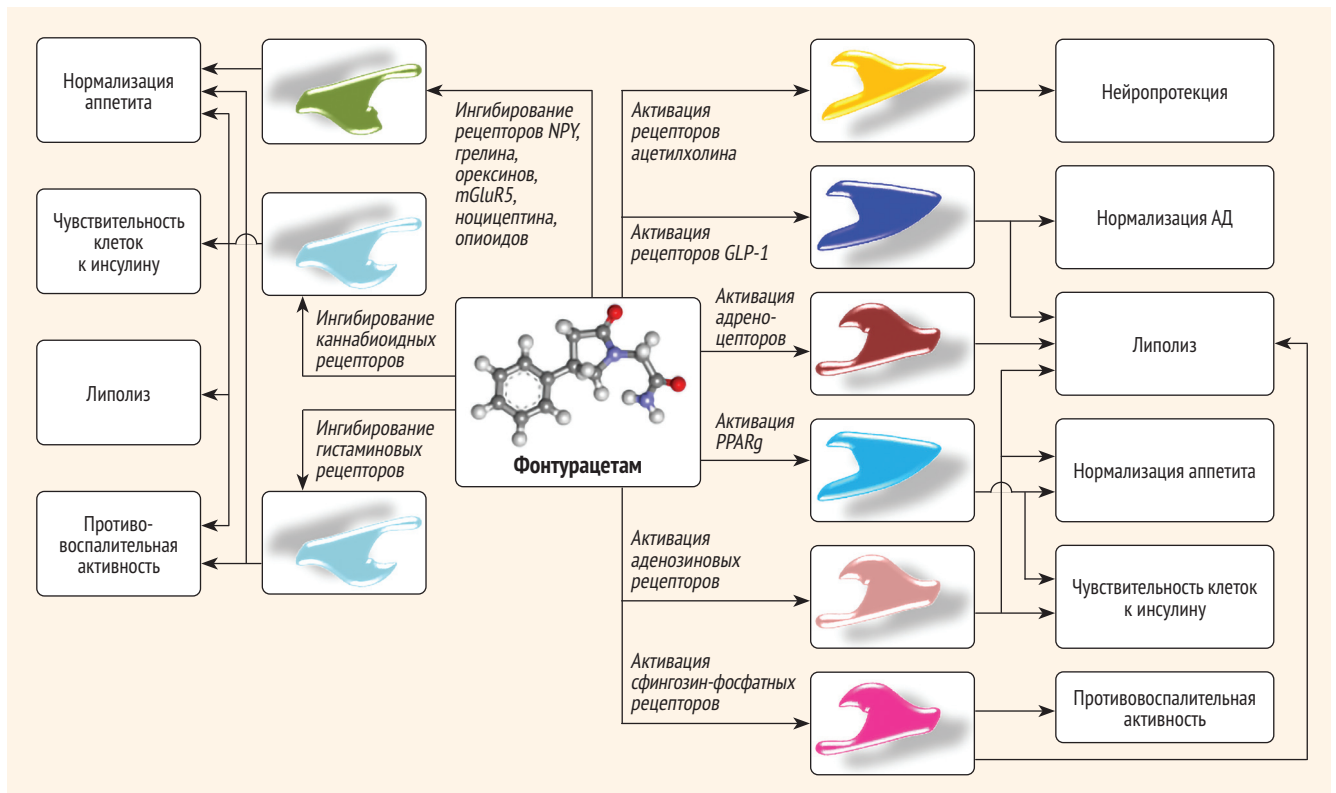 Нормализация
аппетита
Чувствительность
клеток
к инсулину
Липолиз
Противо-
воспалительная
активность
Ингибирование
рецепторов NPY,
грелина,
орексинов,
mGluR5,
ноцицептина,
опиоидов
Ингибирование
каннабиоидных
рецепторов
Ингибирование
гистаминовых
рецепторов
Фонтурацетам
Активация
рецепторов
ацетилхолина
Активация
рецепторов GLP-1
Активация
адрено-
цепторов
Активация
PPARg
Активация
аденозиновых
рецепторов
Активация
сфингозин-фосфатных
рецепторов
Нейропротекция
Нормализация АД
Липолиз
Нормализация аппетита
Чувствительность клеток
к инсулину
Противовоспалительная
активность